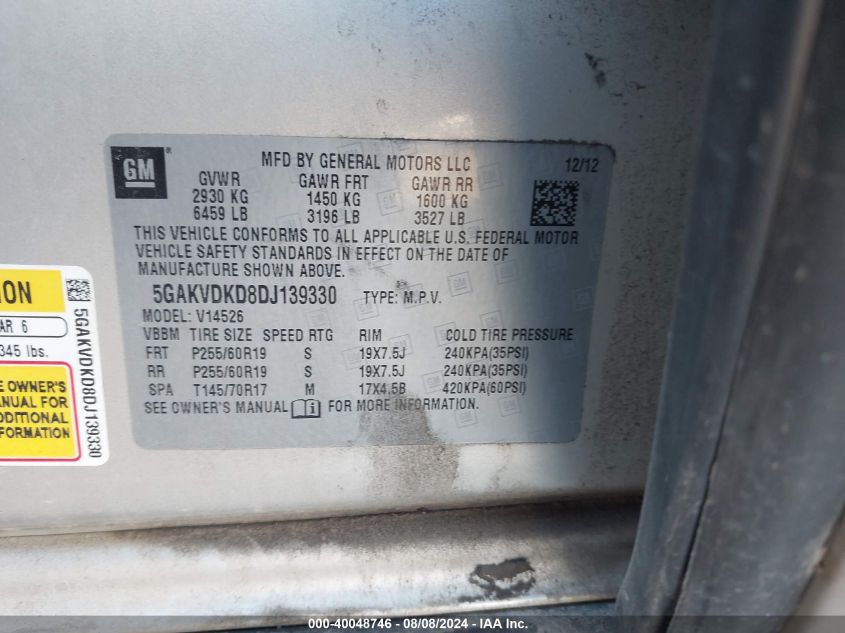 GM ®
MFD BY GENERAL MOTORS LLC 12/12
GVWR GAWR FRT GAWR RR
2930 KG 1450 KG 1600 KG
6459 LB 3196 LB 3527 LB
THIS VEHICLE CONFORMS TO ALL APPLICABLE U.S. FEDERAL MOTOR
VEHICLE SAFETY STANDARDS IN EFFECT ON THE DATE OF
MANUFACTURE SHOWN ABOVE.
5GAKVDKD8DJ139330 TYPE: M.P.V.
MODEL: V14526
VBBM TIRE SIZE SPEED RTG RIM COLD TIRE PRESSURE
FRT P255/60R19 S 19X7.5J 240KPA(35PSI)
RR P255/60R19 S 19X7.5J 240KPA(35PSI)
SPA T145/70R17 M 17X4.5B 420KPA(60PSI)
SEE OWNER'S MANUAL i FOR MORE INFORMATION.
ION
AR 6
345 lbs.
E OWNER'S
ANUAL FOR
DDITIONAL
FORMATION
5GAKVDKD8DJ139330
000-40048746 - 08/08/2024 - IAA Inc.